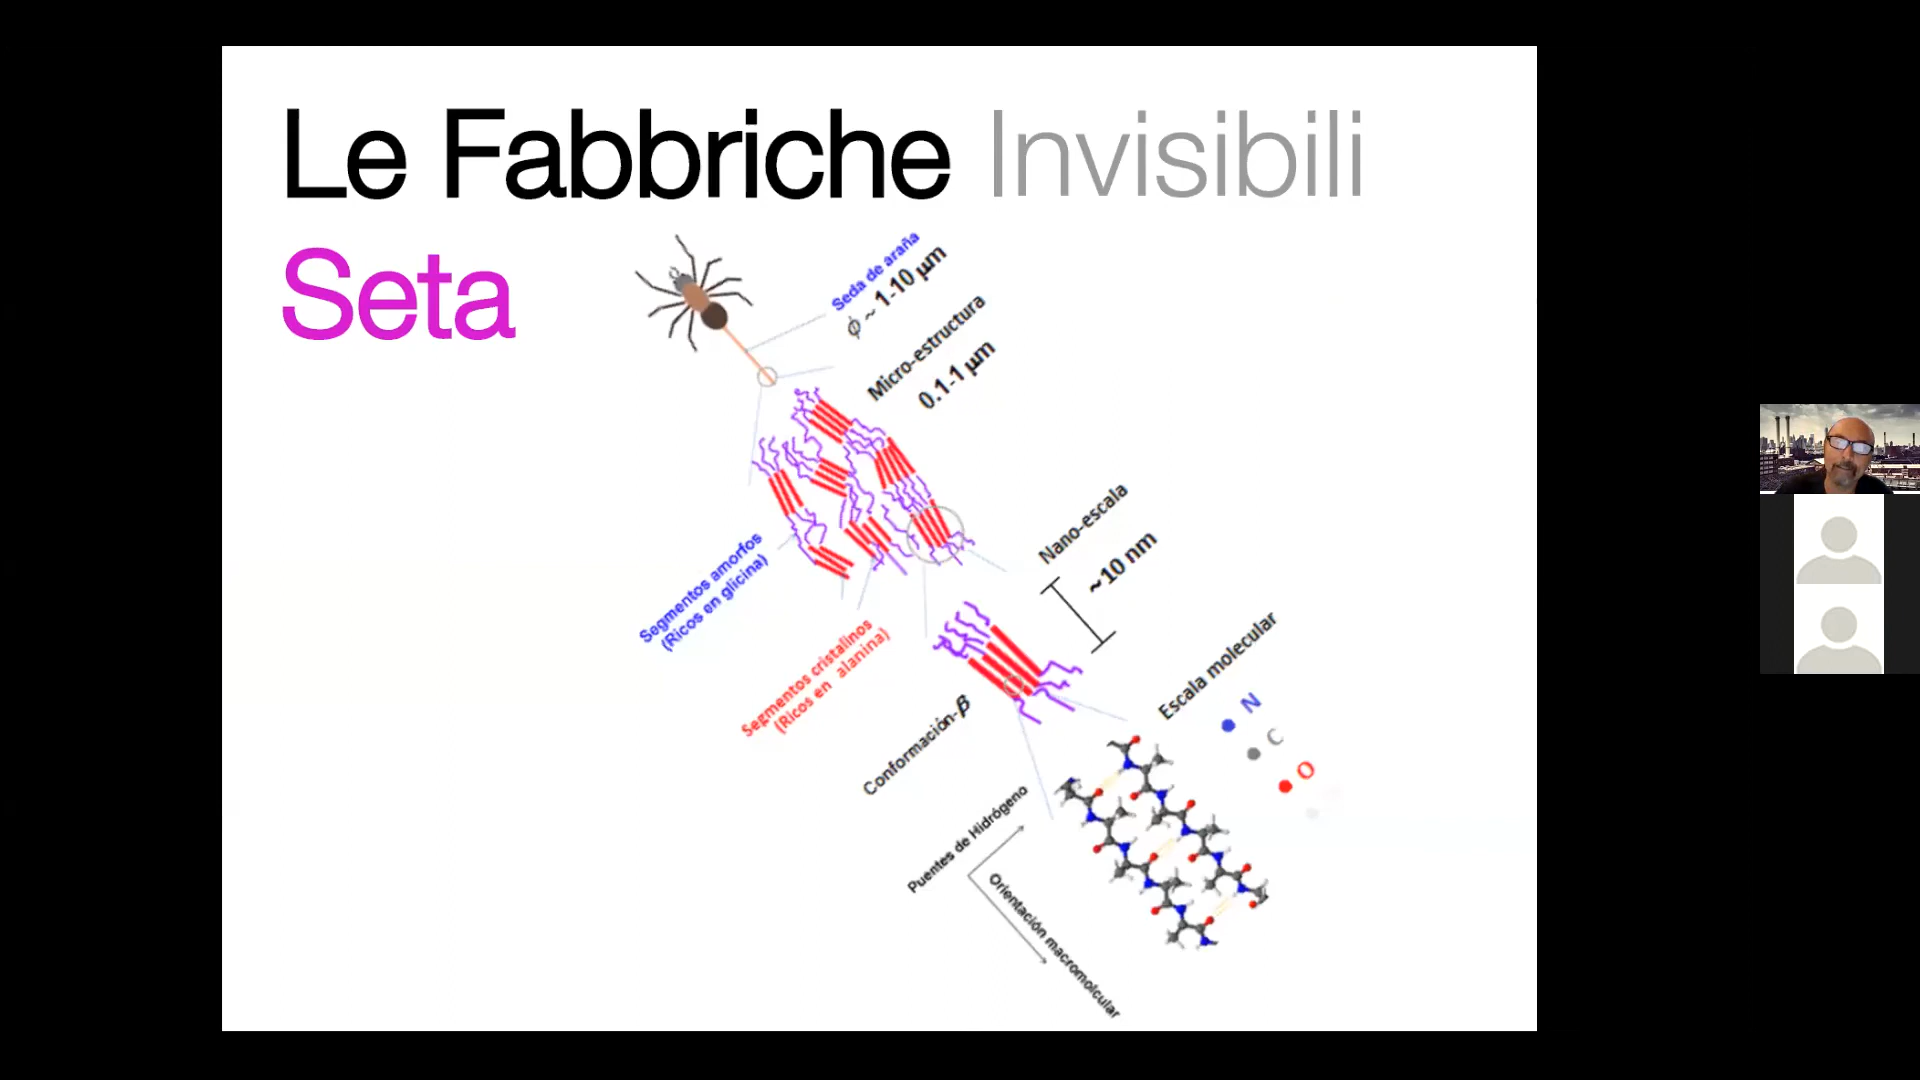 Le Fabbriche Invisibili
Seta
Seda de araña
ϕ ~ 1-10 µm
Micro-estructura
0.1-1 µm
Segmentos amorfos
(Ricos en glicina)
Segmentos cristalinos
(Ricos en alanina)
Nano-escala
~10 nm
Conformación-β
Escala molecular
N
C
O
Puentes de Hidrógeno
Orientación macromolcular